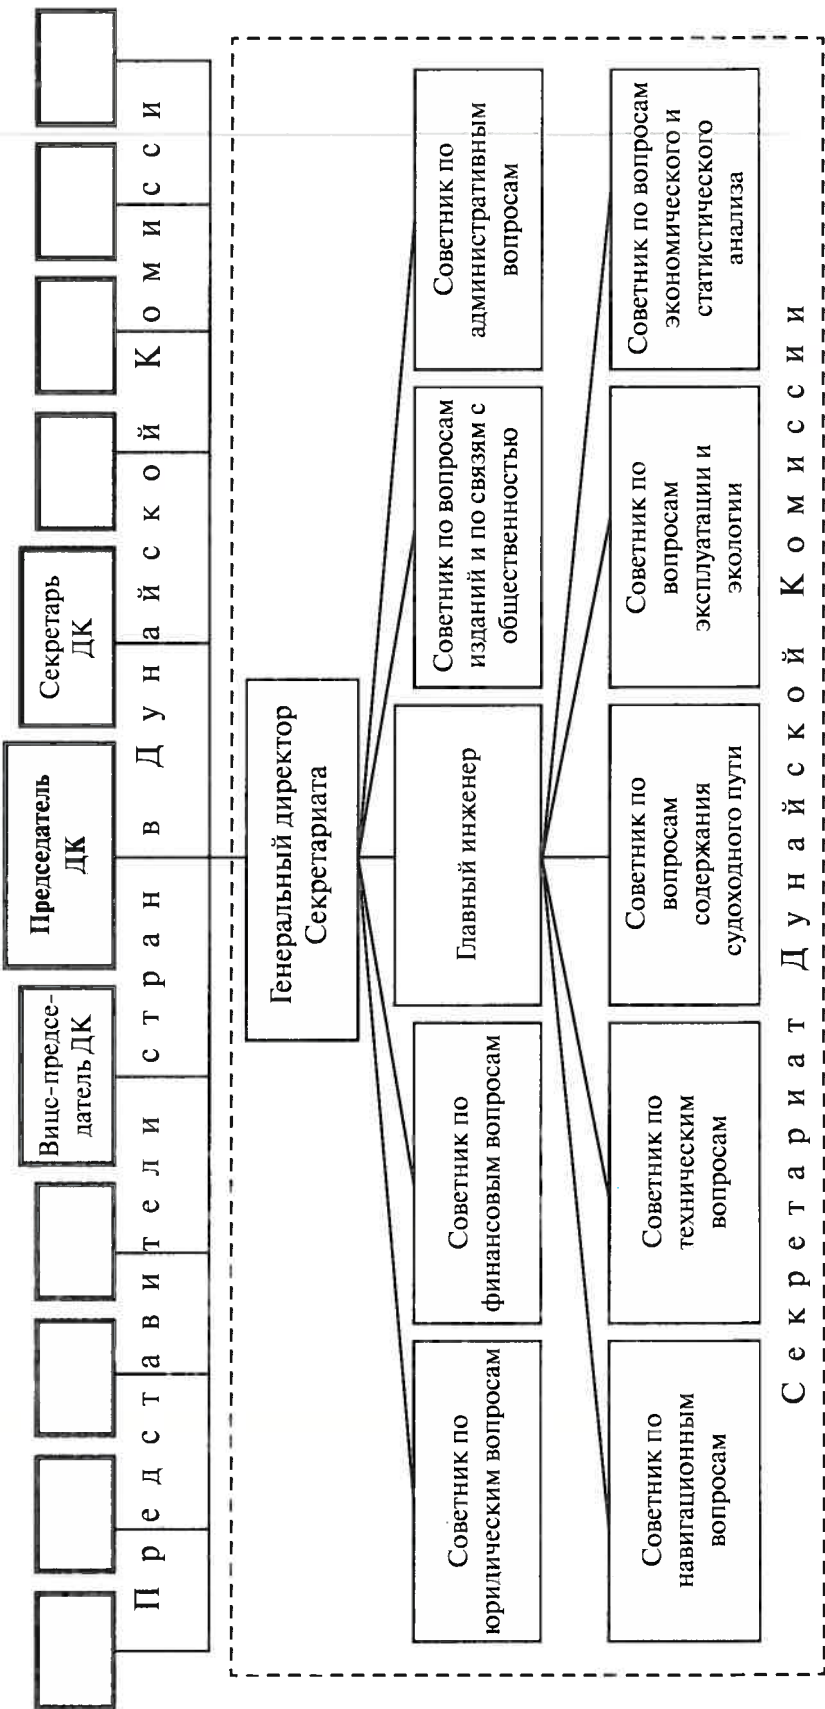 Вице-предсе-
датель ДК
Председатель
ДК
Секретарь
ДК
Представители стран в Дунайской Комисси
Генеральный директор
Секретариата
Советник по
юридическим вопросам
Советник по
финансовым вопросам
Главный инженер
Советник по вопросам
изданий и по связям с
общественностью
Советник по
административным
вопросам
Советник по
навигационным
вопросам
Советник по
техническим
вопросам
Советник по
вопросам
содержания
судоходного пути
Советник по
вопросам
эксплуатации и
экологии
Советник по вопросам
экономического и
статистического
анализа
Секретариат Дунайской Комиссии